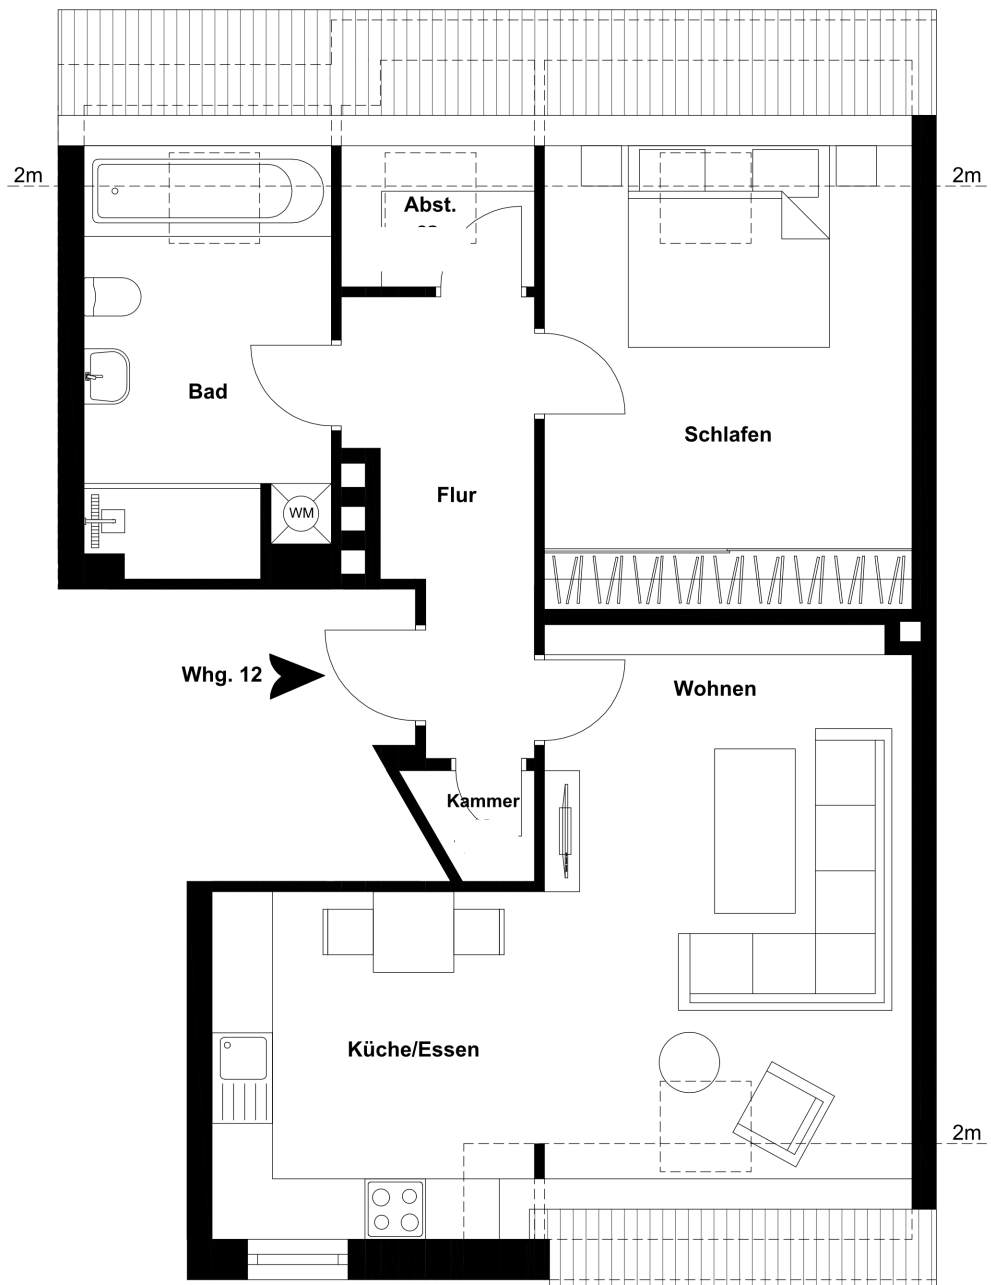 2m
2m
Abst.
Bad
Schlafen
Flur
WM
Whg. 12
Wohnen
Kammer
Küche/Essen
2m